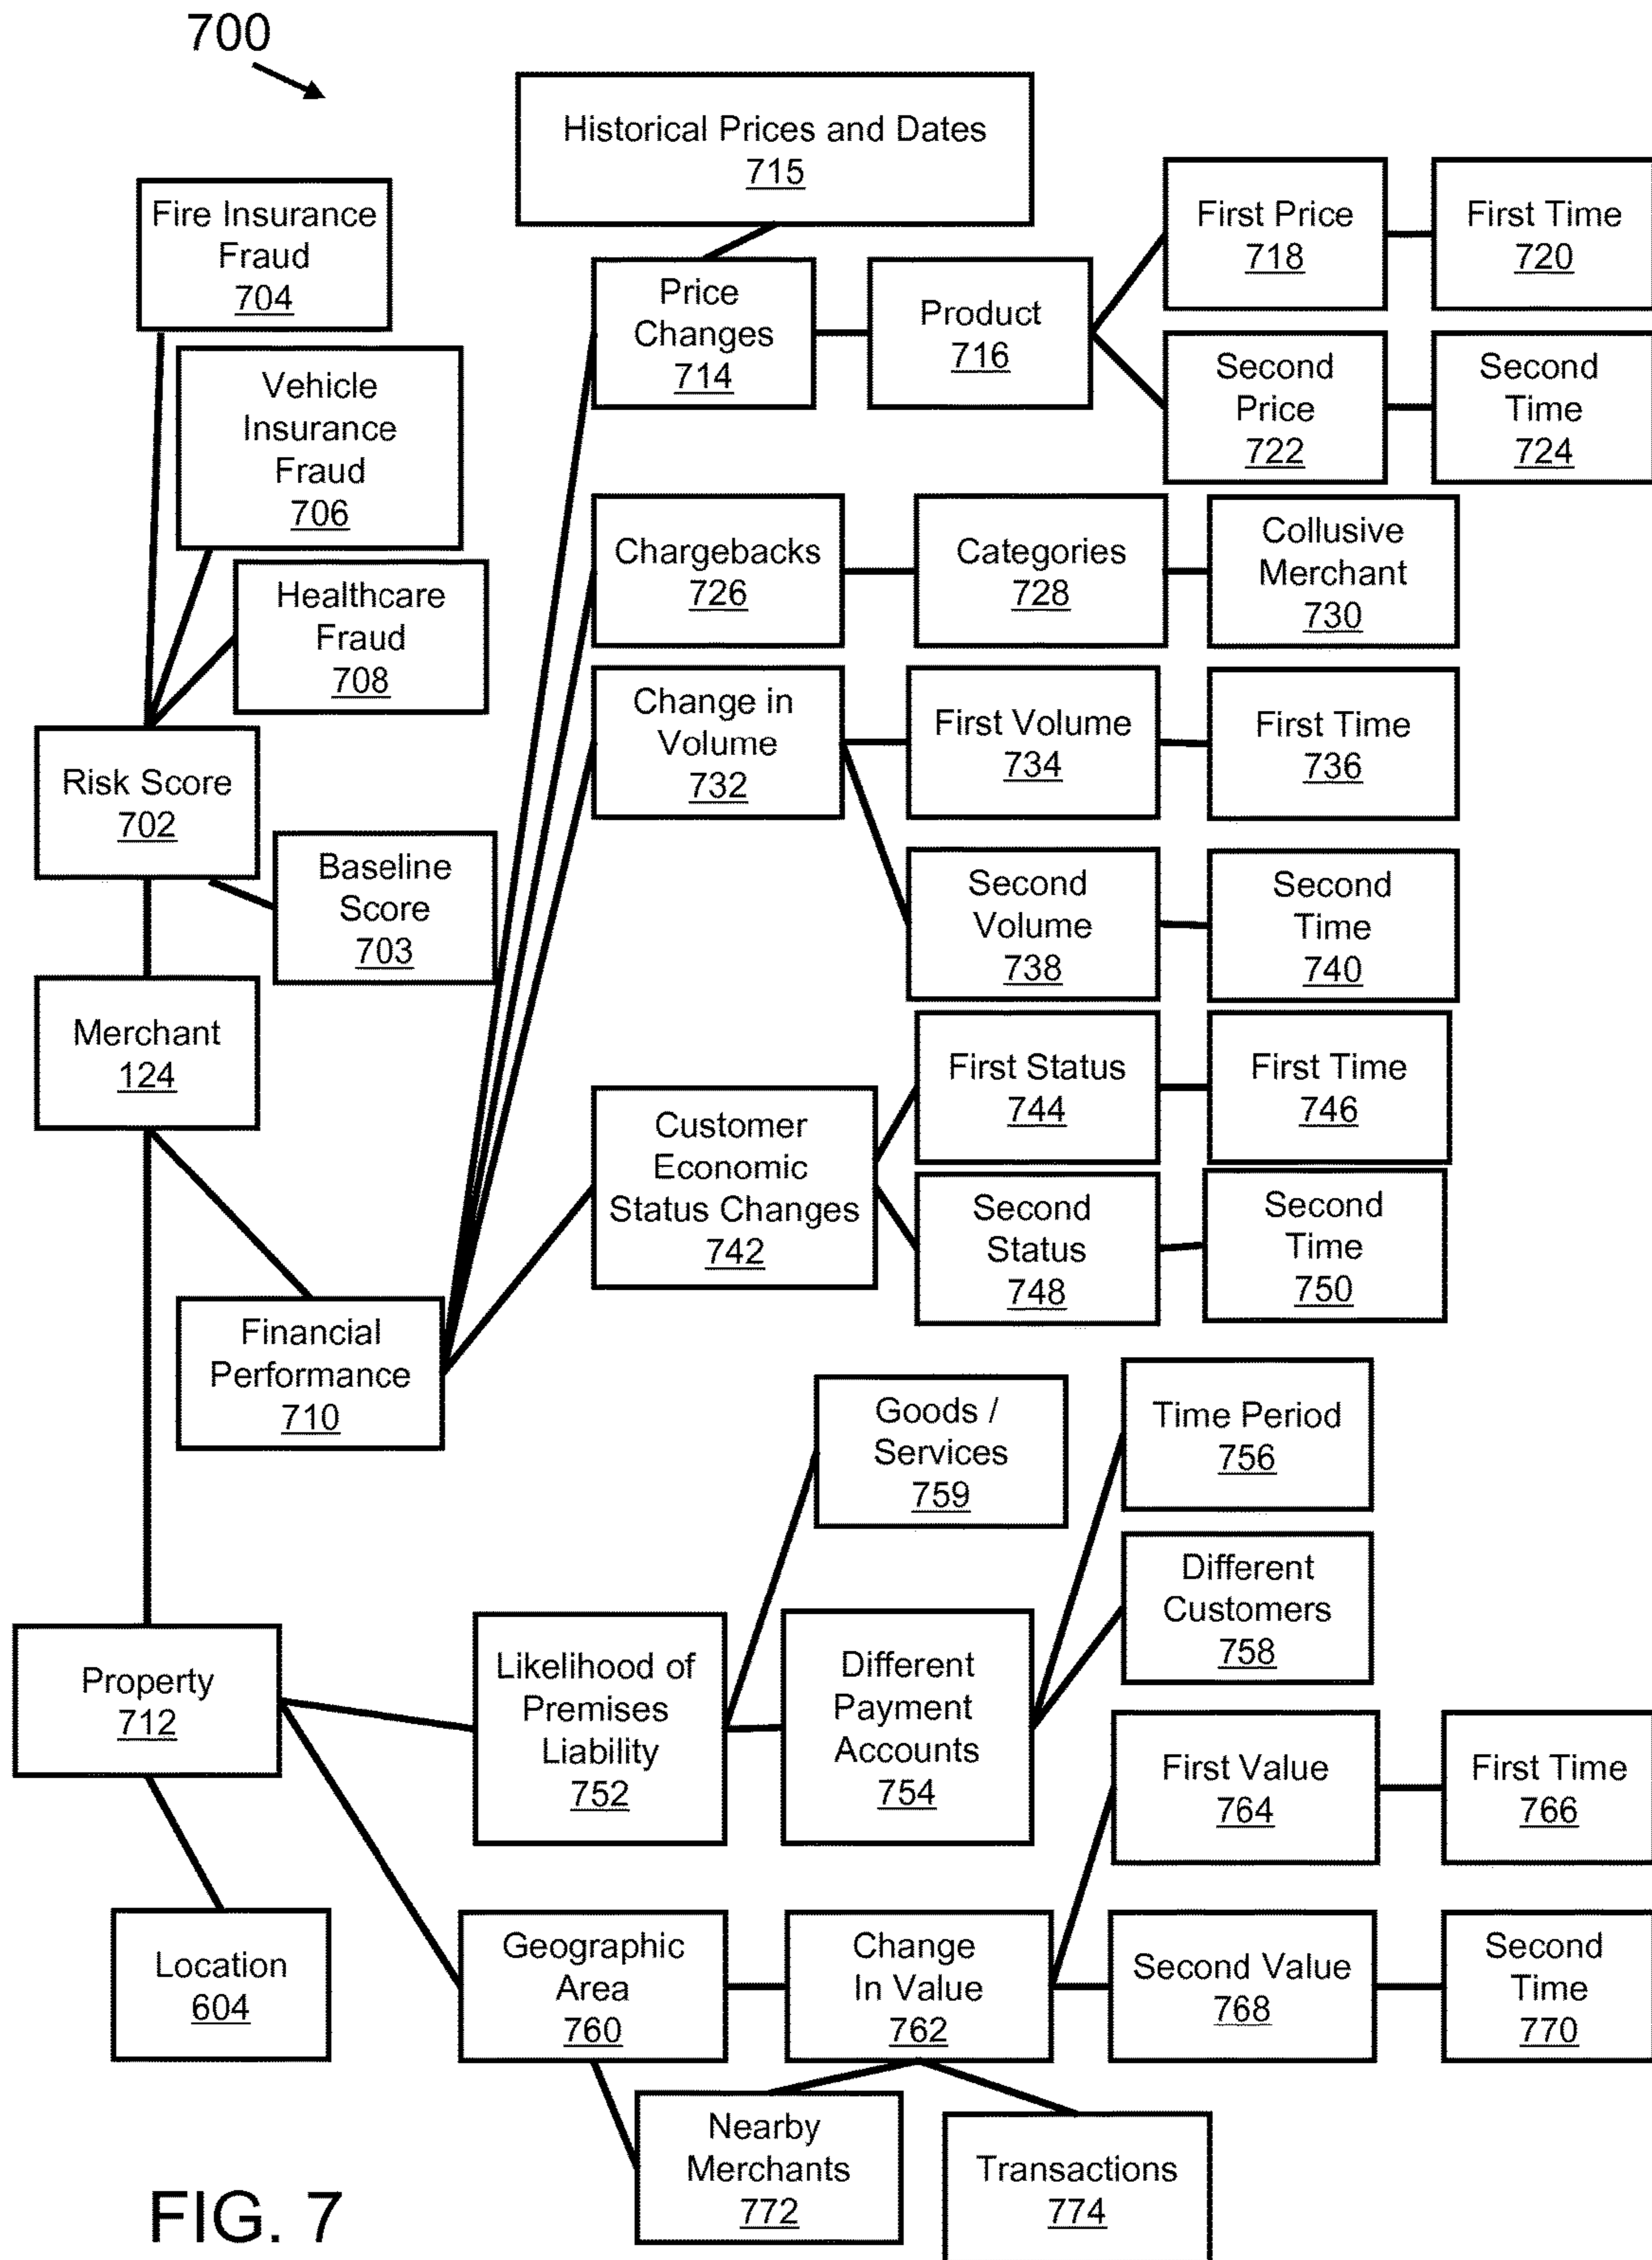 700
Historical Prices and Dates
715
Fire Insurance
Fraud
704
First Price
718
First Time
720
Price
Changes
714
Product
716
Vehicle
Insurance
Fraud
706
Second
Price
722
Second
Time
724
Chargebacks
726
Categories
728
Collusive
Merchant
730
Healthcare
Fraud
708
Change in
Volume
732
First Volume
734
First Time
736
Risk Score
702
Baseline
Score
703
Second
Volume
738
Second
Time
740
Merchant
124
First Status
744
First Time
746
Customer
Economic
Status Changes
742
Second
Status
748
Second
Time
750
Financial
Performance
710
Goods /
Services
759
Time Period
756
Different
Customers
758
Property
712
Likelihood of
Premises
Liability
752
Different
Payment
Accounts
754
First Value
764
First Time
766
Location
604
Geographic
Area
760
Change
In Value
762
Second Value
768
Second
Time
770
Nearby
Merchants
772
Transactions
774
FIG. 7